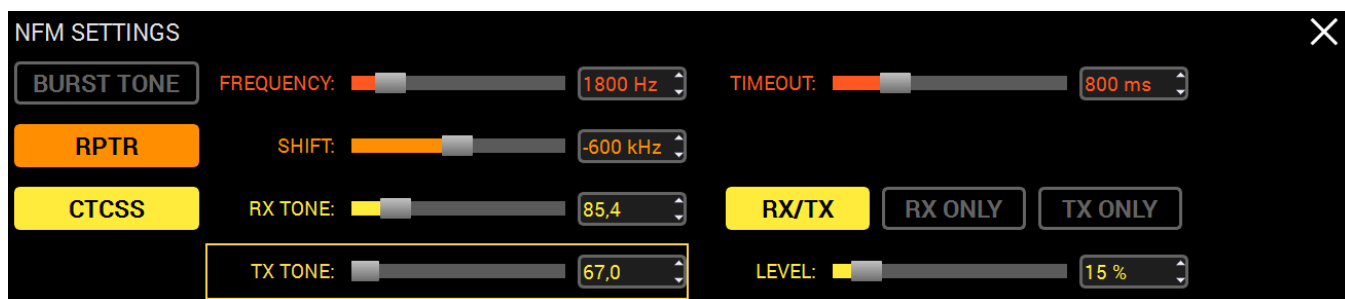 NFM SETTINGS
BURST TONE FREQUENCY: 1800 Hz TIMEOUT: 800 ms
RPTR SHIFT: -600 kHz
CTCSS RX TONE: 85,4 RX/TX RX ONLY TX ONLY
TX TONE: 67,0 LEVEL: 15 %